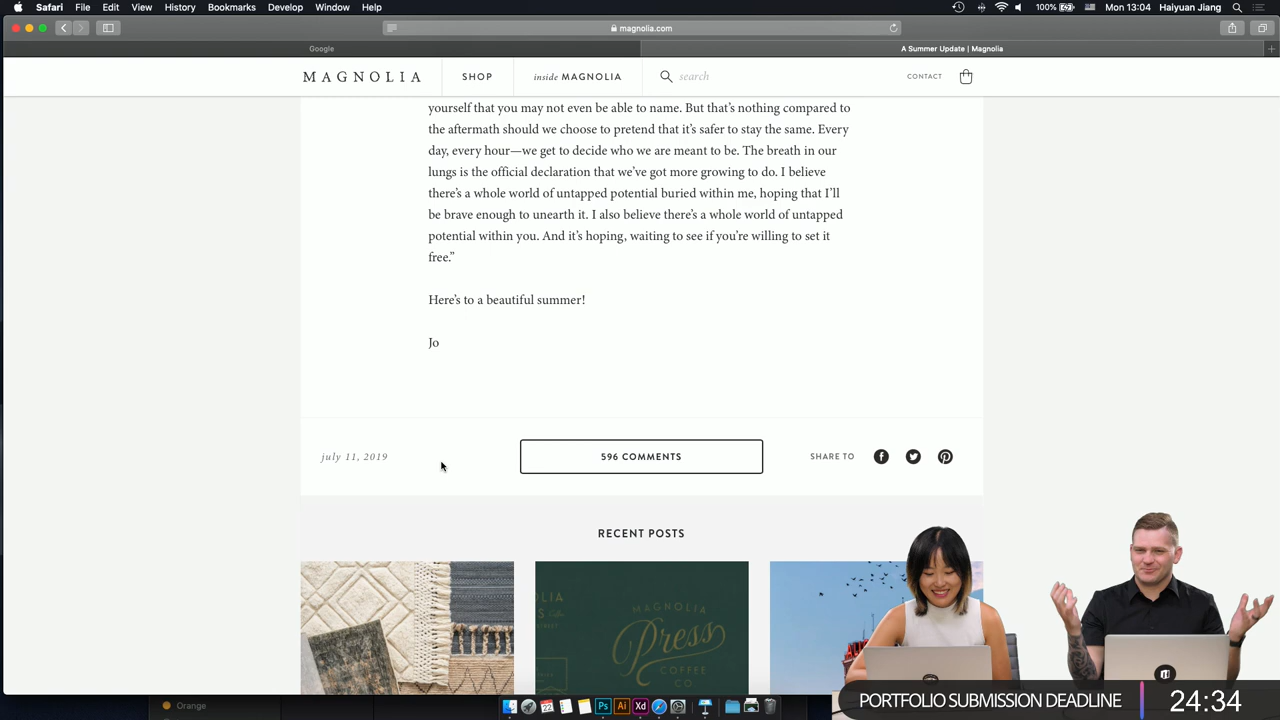 Safari File Edit View History Bookmarks Develop Window Help
100% Mon 13:04 Haiyuan Jiang
magnolia.com
Google
A Summer Update | Magnolia
MAGNOLIA SHOP inside MAGNOLIA search CONTACT
yourself that you may not even be able to name. But that’s nothing compared to
the aftermath should we choose to pretend that it’s safer to stay the same. Every
day, every hour—we get to decide who we are meant to be. The breath in our
lungs is the official declaration that we’ve got more growing to do. I believe
there’s a whole world of untapped potential buried within me, hoping that I’ll
be brave enough to unearth it. I also believe there’s a whole world of untapped
potential within you. And it’s hoping, waiting to see if you’re willing to set it
free.”
Here’s to a beautiful summer!
Jo
july 11, 2019
596 COMMENTS
SHARE TO
RECENT POSTS
MAGNOLIA
Press
COFFEE
CO
Orange
Ps Ai Xd
PORTFOLIO SUBMISSION DEADLINE 24:34